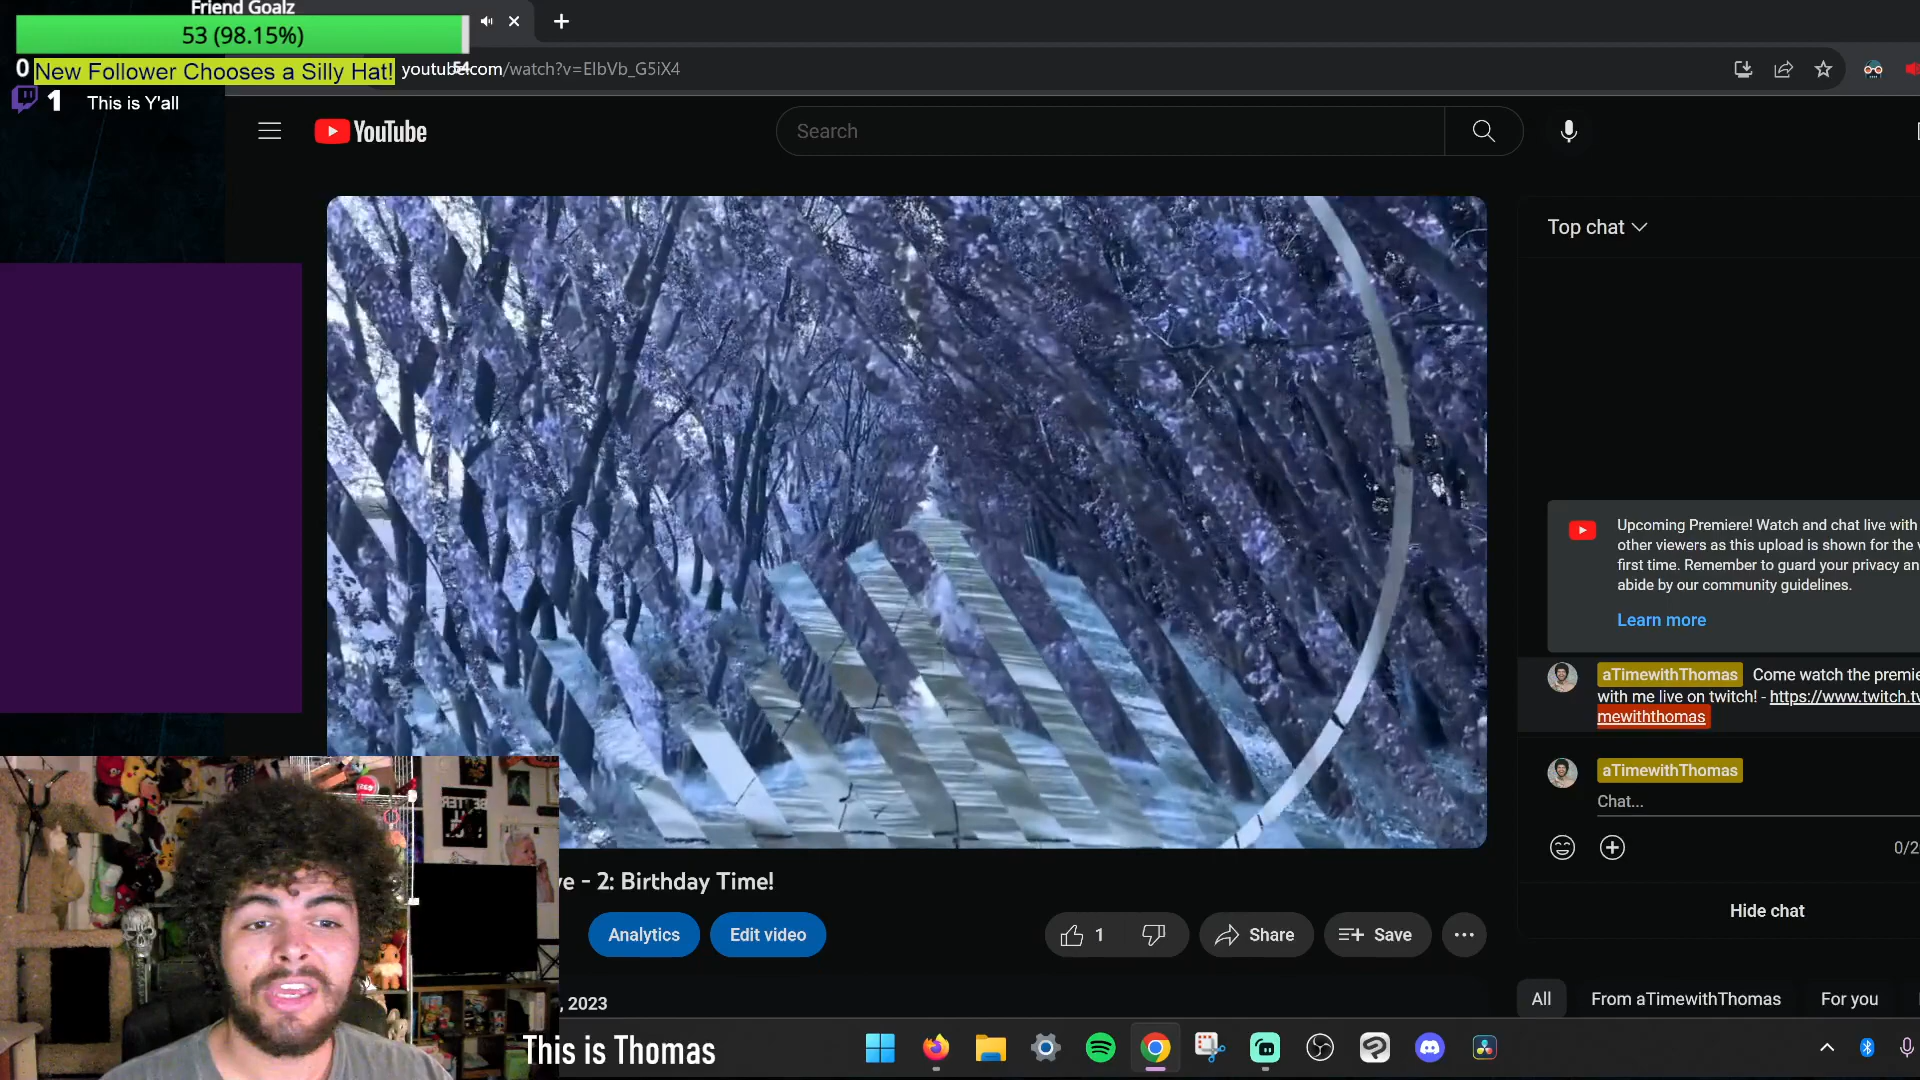 Friend Goalz
53 (98.15%)
0
54
New Follower Chooses a Silly Hat!
youtube.com/watch?v=EIbVb_G5iX4
1 This is Y'all
YouTube
Search
Top chat
Upcoming Premiere! Watch and chat live with
other viewers as this upload is shown for the v
first time. Remember to guard your privacy an
abide by our community guidelines.
Learn more
aTimewithThomas Come watch the premie
with me live on twitch! - https://www.twitch.tv
mewiththomas
aTimewithThomas
Chat...
0/2
Hide chat
ve - 2: Birthday Time!
Analytics
Edit video
1
Share
Save
, 2023
All
From aTimewithThomas
For you
This is Thomas